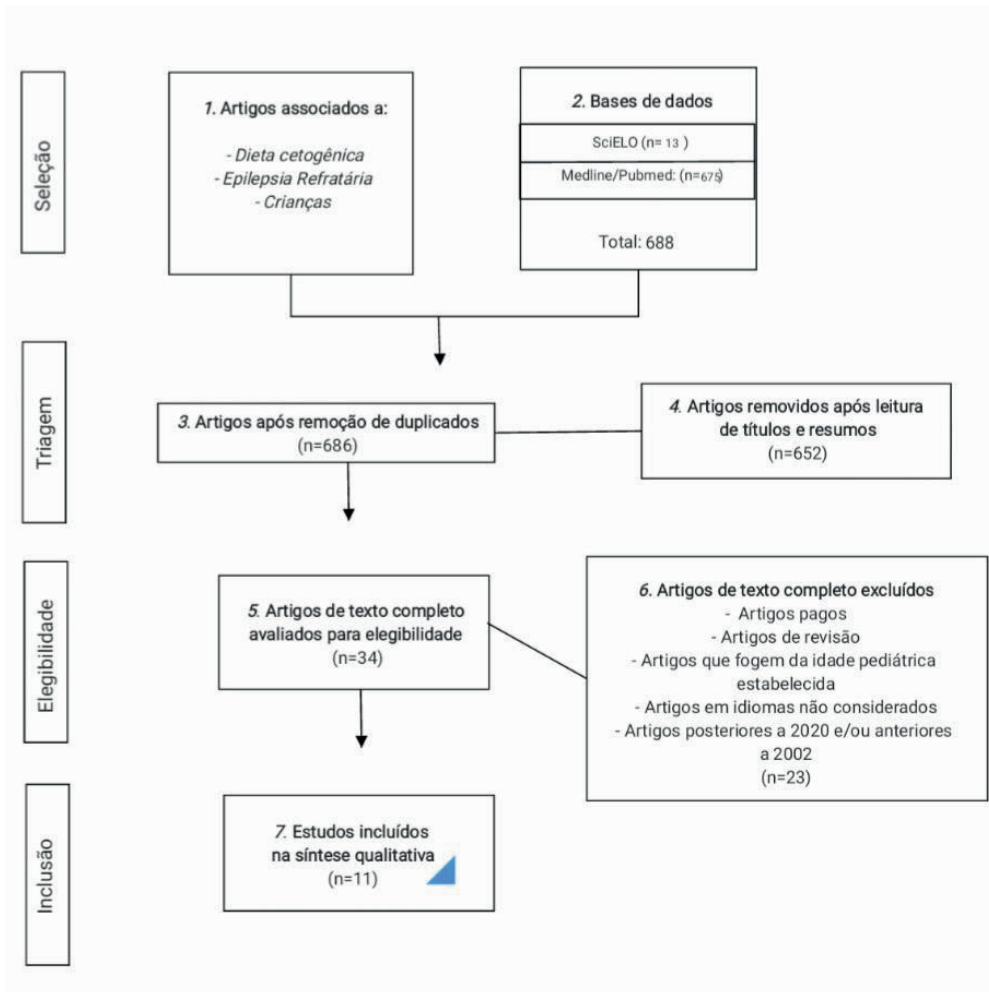 Seleção
1. Artigos associados a:
- Dieta cetogênica
- Epilepsia Refratária
- Crianças
2. Bases de dados
SciELO (n= 13 )
Medline/Pubmed: (n=675)
Total: 688
Triagem
3. Artigos após remoção de duplicados
(n=686)
4. Artigos removidos após leitura
de títulos e resumos
(n=652)
Elegibilidade
5. Artigos de texto completo
avaliados para elegibilidade
(n=34)
6. Artigos de texto completo excluídos
- Artigos pagos
- Artigos de revisão
- Artigos que fogem da idade pediátrica
estabelecida
- Artigos em idiomas não considerados
- Artigos posteriores a 2020 e/ou anteriores
a 2002
(n=23)
Inclusão
7. Estudos incluídos
na síntese qualitativa
(n=11)